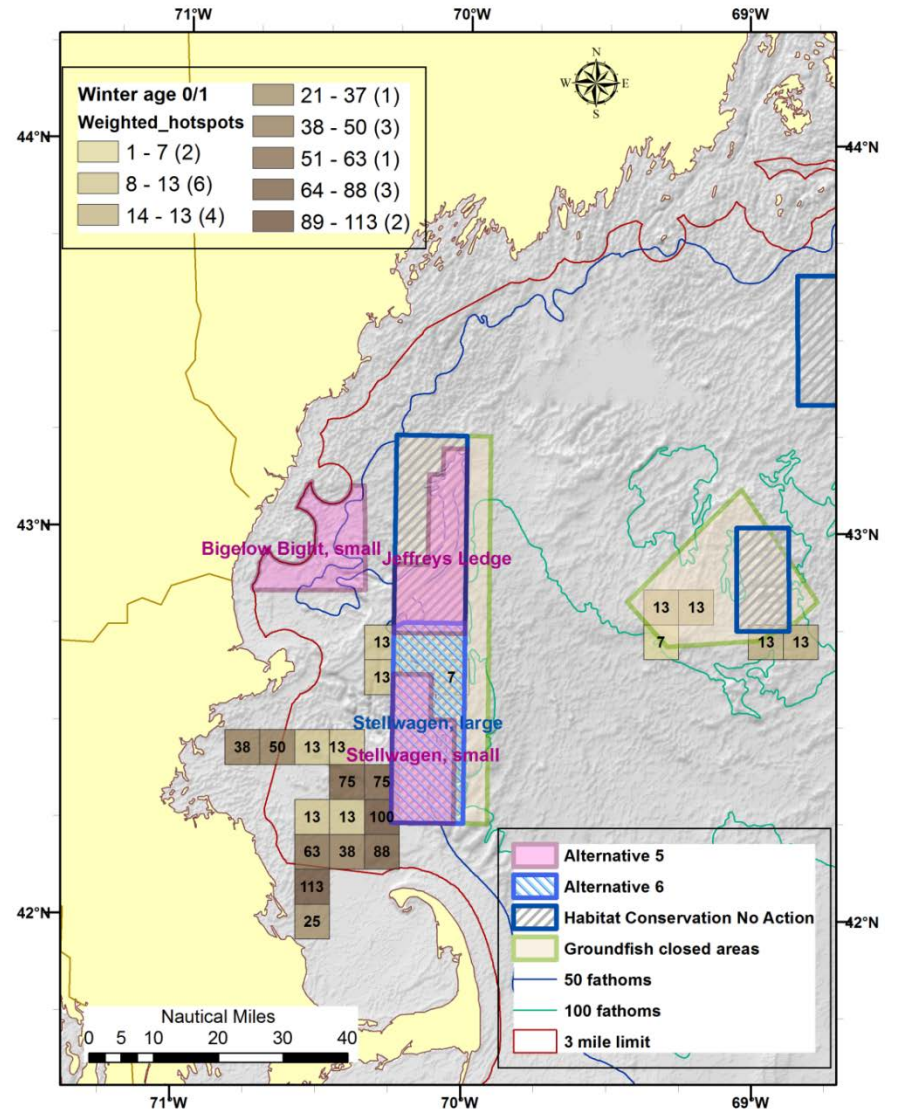 71°W 70°W 69°W
N
W E
S
Winter age 0/1
Weighted_hotspots
1 - 7 (2)
8 - 13 (6)
14 - 13 (4)
21 - 37 (1)
38 - 50 (3)
51 - 63 (1)
64 - 88 (3)
89 - 113 (2)
44°N 44°N
43°N 43°N
Bigelow Bight, small
Jeffreys Ledge
13 13
7 13 13
13
13 7
Stellwagen, large
38 50 13 13
Stellwagen, small
75 75
13 13 100
63 38 88
113
25
42°N 42°N
Alternative 5
Alternative 6
Habitat Conservation No Action
Groundfish closed areas
50 fathoms
100 fathoms
3 mile limit
Nautical Miles
0 5 10 20 30 40
71°W 70°W 69°W